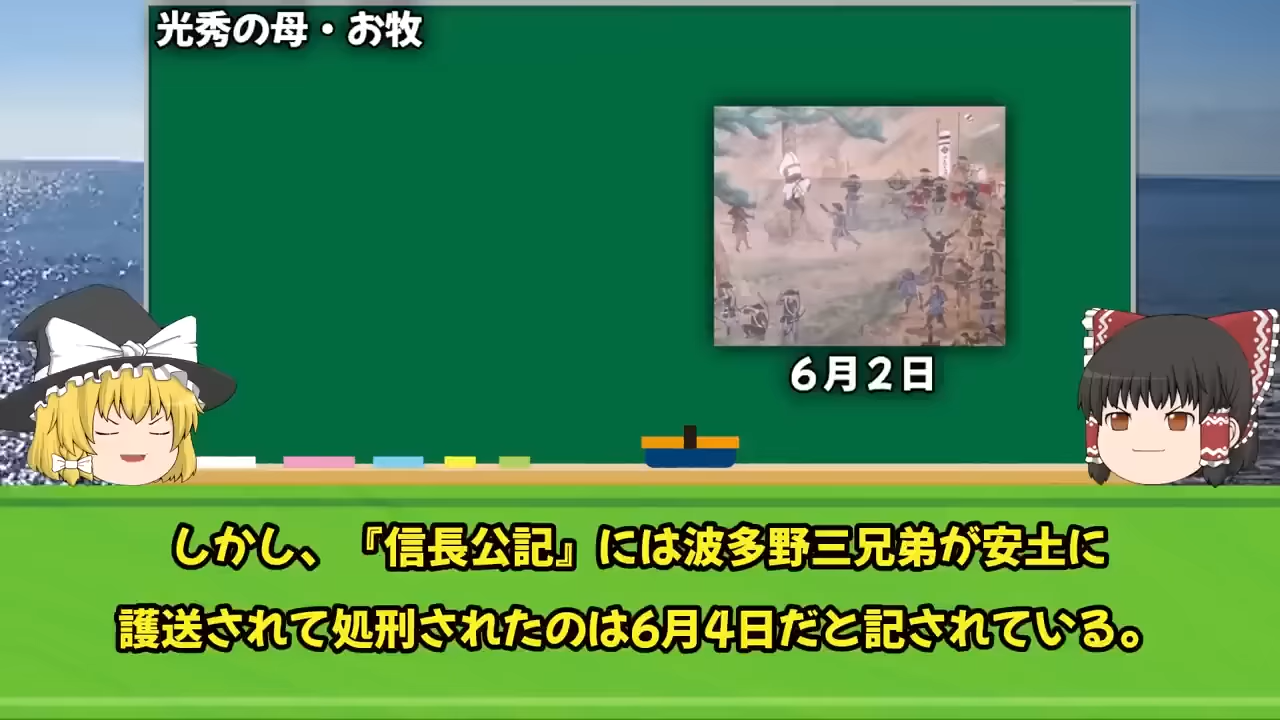 光秀の母・お牧
６月２日
しかし、『信長公記』には波多野三兄弟が安土に
護送されて処刑されたのは6月4日だと記されている。